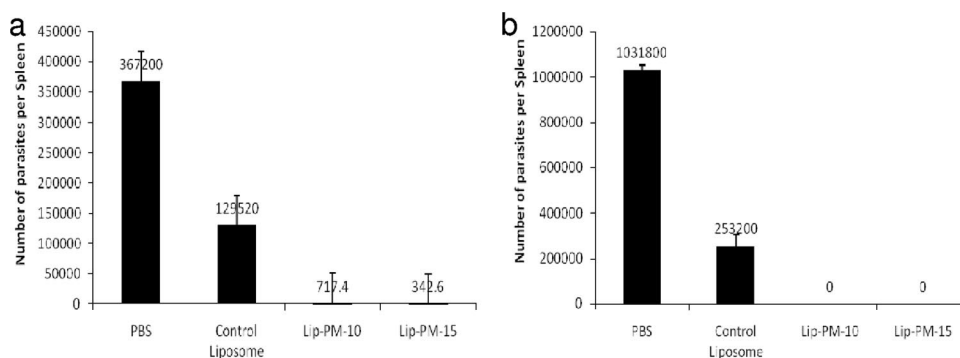 a
Number of parasites per Spleen
450000
400000
350000
300000
250000
200000
150000
100000
50000
0
367200
129520
717.4
342.6
PBS
Control
Liposome
Lip-PM-10
Lip-PM-15
b
Number of parasites per Spleen
1200000
1000000
800000
600000
400000
200000
0
1031800
253200
0
0
PBS
Control
Liposome
Lip-PM-10
Lip-PM-15